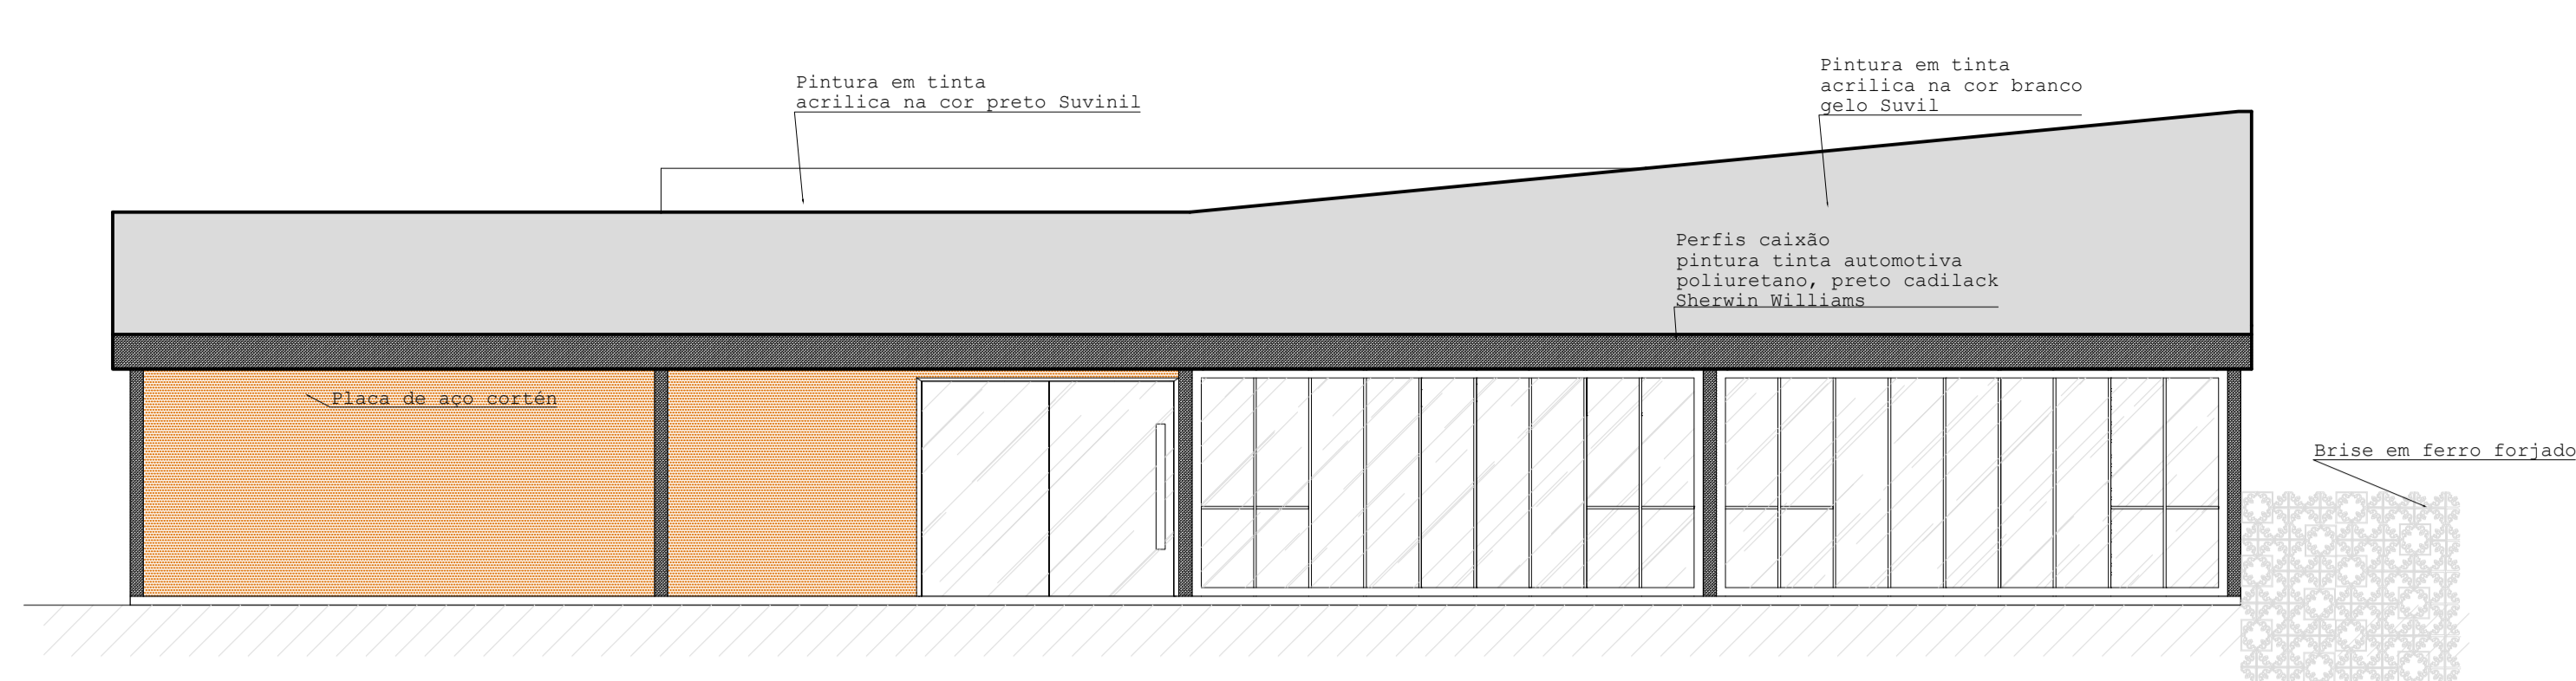 Pintura em tinta
acrilica na cor preto Suvinil
Pintura em tinta
acrilica na cor branco
gelo Suvil
Perfis caixão
pintura tinta automotiva
poliuretano, preto cadilack
Sherwin Williams
Placa de aço cortén
Brise em ferro forjado